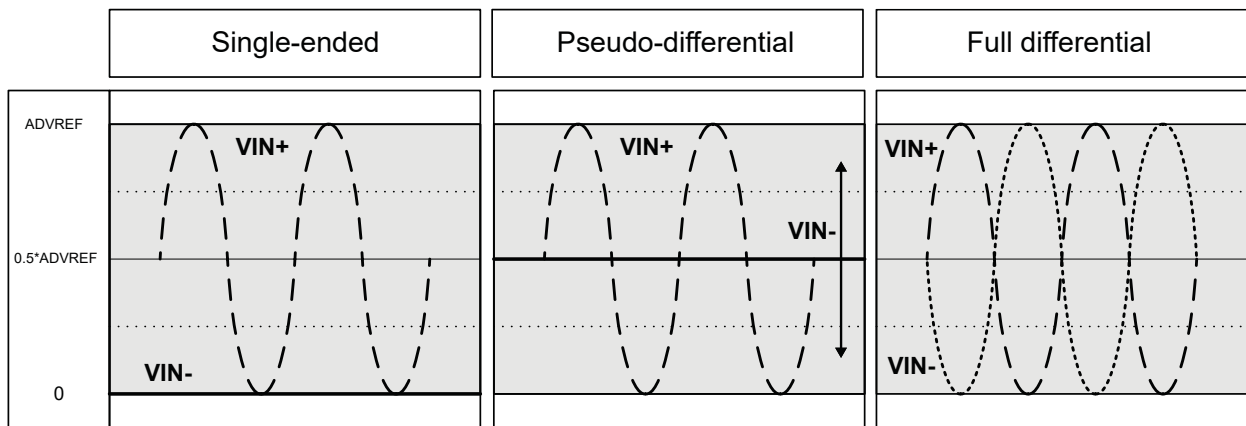 Single-ended
Pseudo-differential
Full differential
ADVREF
VIN+
VIN+
VIN+
0.5*ADVREF
VIN-
VIN-
VIN-
0